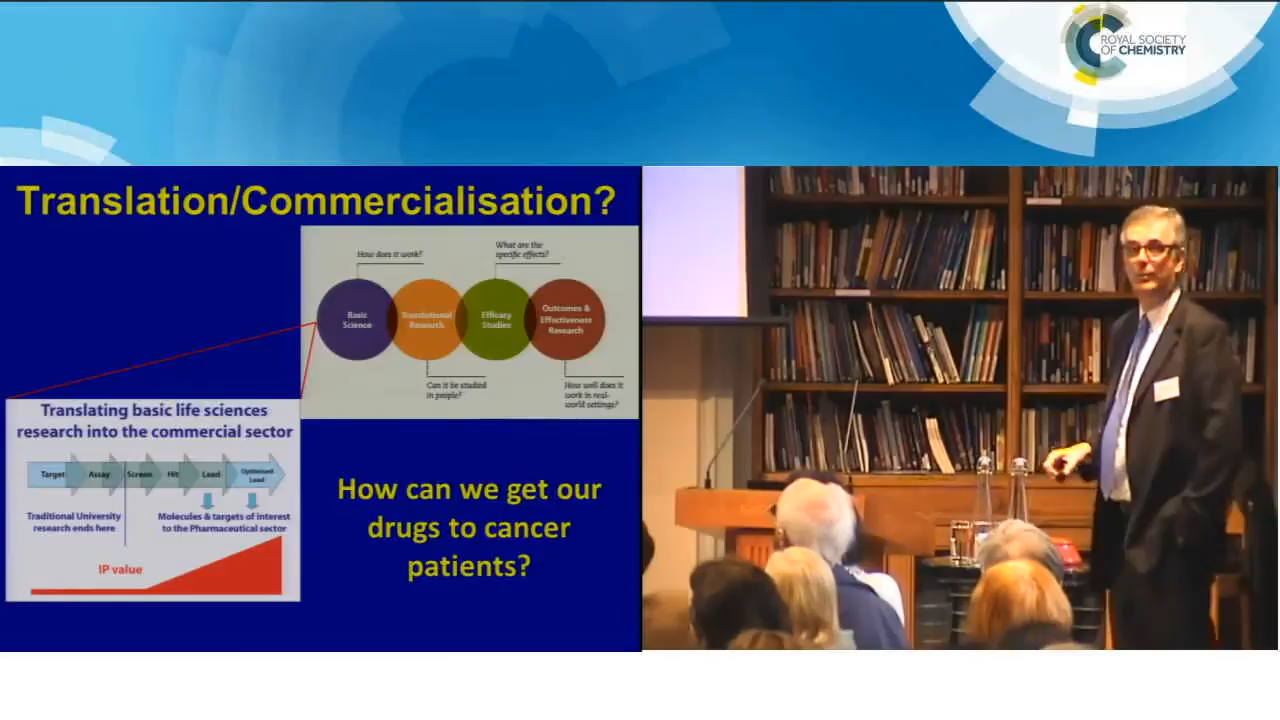 ROYAL SOCIETY
OF CHEMISTRY
Translation/Commercialisation?
How does it work?
What are the
specific effects?
Basic
Science
Translational
Research
Efficacy
Studies
Outcomes &
Effectiveness
Research
Can it be studied
in people?
How well does it
work in real-
world settings?
Translating basic life sciences
research into the commercial sector
Target
Assay
Screen
Hit
Lead
Optimised
Lead
Traditional University
research ends here
Molecules & targets of interest
to the Pharmaceutical sector
IP value
How can we get our
drugs to cancer
patients?